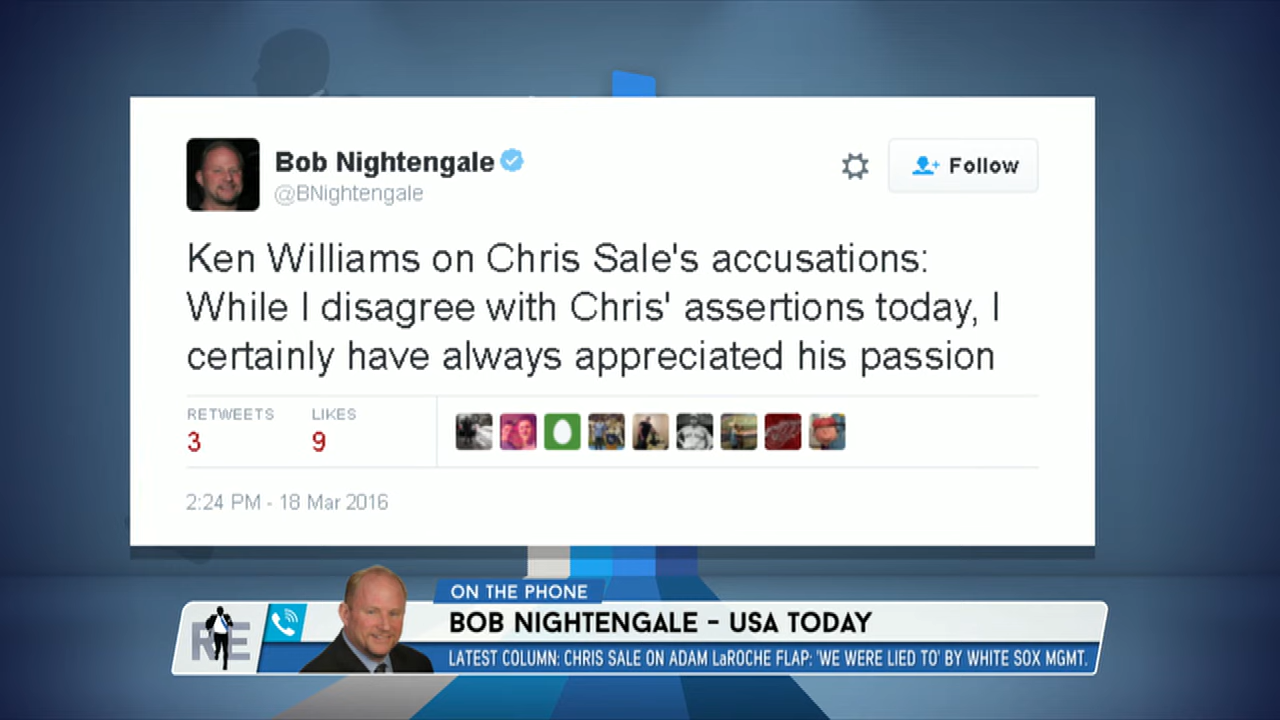 Bob Nightengale
@BNightengale
Follow
Ken Williams on Chris Sale's accusations:
While I disagree with Chris' assertions today, I
certainly have always appreciated his passion
RETWEETS LIKES
3 9
2:24 PM - 18 Mar 2016
ON THE PHONE
RE
BOB NIGHTENGALE - USA TODAY
LATEST COLUMN: CHRIS SALE ON ADAM LaROCHE FLAP: 'WE WERE LIED TO' BY WHITE SOX MGMT.